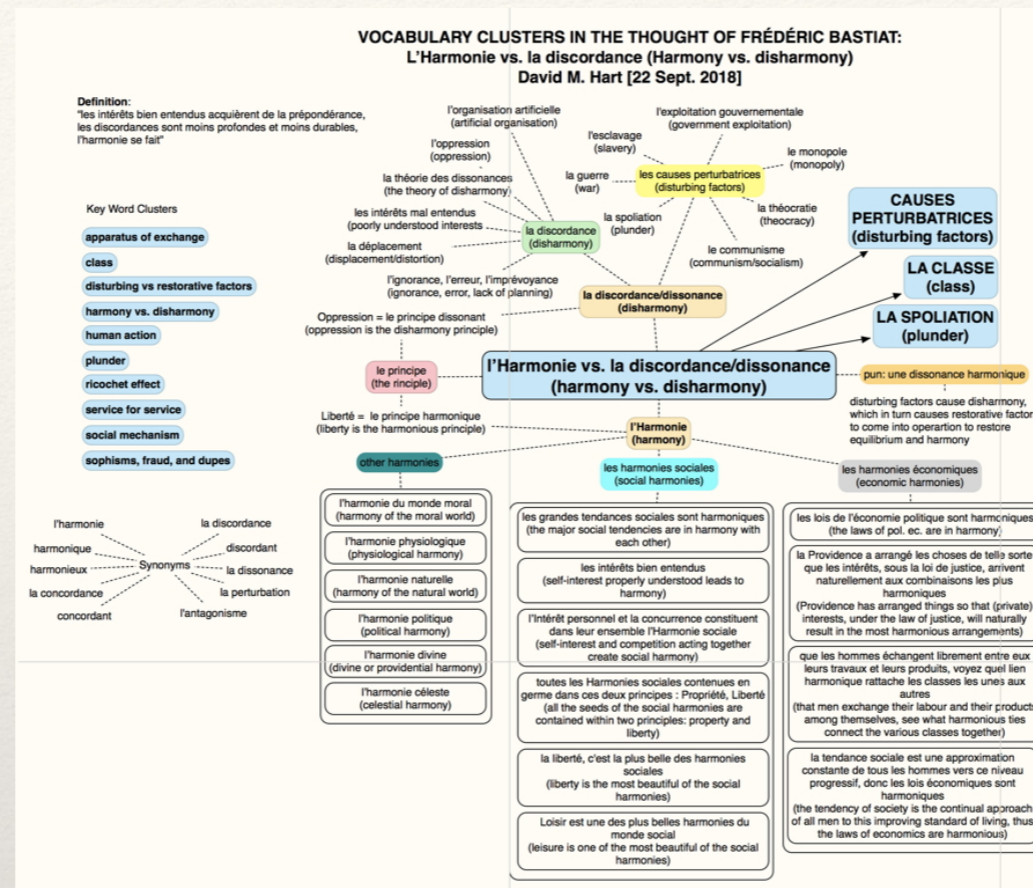 VOCABULARY CLUSTERS IN THE THOUGHT OF FRÉDÉRIC BASTIAT:
L'Harmonie vs. la discordance (Harmony vs. disharmony)
David M. Hart [22 Sept. 2018]
Definition:
"les intérêts bien entendus acquièrent de la prépondérance,
les discordances sont moins profondes et moins durables,
l'harmonie se fait"
Key Word Clusters
apparatus of exchange
class
disturbing vs restorative factors
harmony vs. disharmony
human action
plunder
ricochet effect
service for service
social mechanism
sophisms, fraud, and dupes
l'harmonie
harmonique
harmonieux
la concordance
concordant
Synonyms
la discordance
discordant
la dissonance
la perturbation
l'antagonisme
l'organisation artificielle
(artificial organisation)
l'oppression
(oppression)
la théorie des dissonances
(the theory of disharmony)
les intérêts mal entendus
(poorly understood interests
la déplacement
(displacement/distortion)
l'ignorance, l'erreur, l'imprévoyance
(ignorance, error, lack of planning)
la discordance
(disharmony)
l'exploitation gouvernementale
(government exploitation)
l'esclavage
(slavery)
le monopole
(monopoly)
la guerre
(war)
les causes perturbatrices
(disturbing factors)
la spoliation
(plunder)
la théocratie
(theocracy)
le communisme
(communism/socialism)
la discordance/dissonance
(disharmony)
CAUSES
PERTURBATRICES
(disturbing factors)
LA CLASSE
(class)
LA SPOLIATION
(plunder)
Oppression = le principe dissonant
(oppression is the disharmony principle)
le principe
(the rinciple)
Liberté = le principe harmonique
(liberty is the harmonious principle)
l'Harmonie vs. la discordance/dissonance
(harmony vs. disharmony)
pun: une dissonance harmonique
disturbing factors cause disharmony,
which in turn causes restorative factor
to come into operartion to restore
equilibrium and harmony
l'Harmonie
(harmony)
other harmonies
l'harmonie du monde moral
(harmony of the moral world)
l'harmonie physiologique
(physiological harmony)
l'harmonie naturelle
(harmony of the natural world)
l'harmonie politique
(political harmony)
l'harmonie divine
(divine or providential harmony)
l'harmonie céleste
(celestial harmony)
les harmonies sociales
(social harmonies)
les grandes tendances sociales sont harmoniques
(the major social tendencies are in harmony with
each other)
les intérêts bien entendus
(self-interest properly understood leads to
harmony)
l'Intérêt personnel et la concurrence constituent
dans leur ensemble l'Harmonie sociale
(self-interest and competition acting together
create social harmony)
toutes les Harmonies sociales contenues en
germe dans ces deux principes : Propriété, Liberté
(all the seeds of the social harmonies are
contained within two principles: property and
liberty)
la liberté, c'est la plus belle des harmonies
sociales
(liberty is the most beautiful of the social
harmonies)
Loisir est une des plus belles harmonies du
monde social
(leisure is one of the most beautiful of the social
harmonies)
les harmonies économiques
(economic harmonies)
les lois de l'économie politique sont harmoniques
(the laws of pol. ec. are in harmony)
la Providence a arrangé les choses de telle sorte
que les intérêts, sous la loi de justice, arrivent
naturellement aux combinaisons les plus
harmoniques
(Providence has arranged things so that (private)
interests, under the law of justice, will naturally
result in the most harmonious arrangements)
que les hommes échangent librement entre eux
leurs travaux et leurs produits, voyez quel lien
harmonique rattache les classes les unes aux
autres
(that men exchange their labour and their products
among themselves, see what harmonious ties
connect the various classes together)
la tendance sociale est une approximation
constante de tous les hommes vers ce niveau
progressif, donc les lois économiques sont
harmoniques
(the tendency of society is the continual approach
of all men to this improving standard of living, thus
the laws of economics are harmonious)